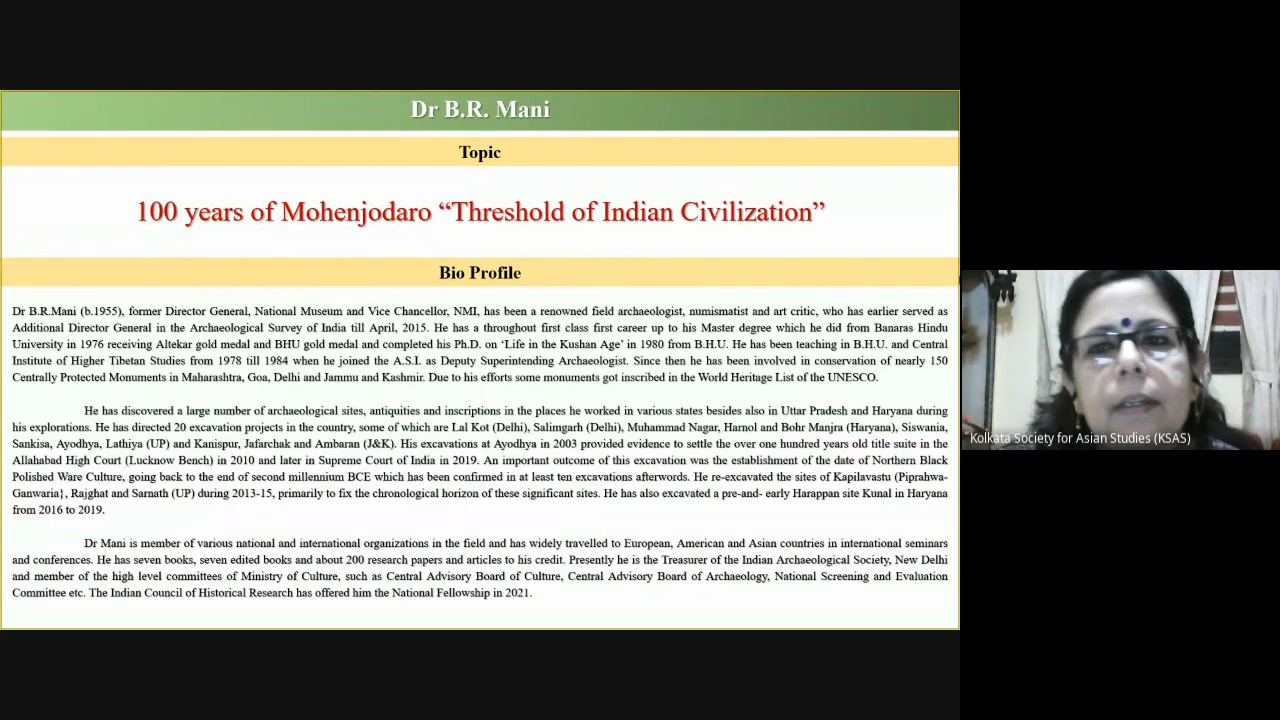 Dr B.R. Mani
Topic
100 years of Mohenjodaro “Threshold of Indian Civilization”
Bio Profile
Dr B.R.Mani (b.1955), former Director General, National Museum and Vice Chancellor, NMI, has been a renowned field archaeologist, numismatist and art critic, who has earlier served as
Additional Director General in the Archaeological Survey of India till April, 2015. He has a throughout first class first career up to his Master degree which he did from Banaras Hindu
University in 1976 receiving Altekar gold medal and BHU gold medal and completed his Ph.D. on ‘Life in the Kushan Age’ in 1980 from B.H.U. He has been teaching in B.H.U. and Central
Institute of Higher Tibetan Studies from 1978 till 1984 when he joined the A.S.I. as Deputy Superintending Archaeologist. Since then he has been involved in conservation of nearly 150
Centrally Protected Monuments in Maharashtra, Goa, Delhi and Jammu and Kashmir. Due to his efforts some monuments got inscribed in the World Heritage List of the UNESCO.
He has discovered a large number of archaeological sites, antiquities and inscriptions in the places he worked in various states besides also in Uttar Pradesh and Haryana during
his explorations. He has directed 20 excavation projects in the country, some of which are Lal Kot (Delhi), Salimgarh (Delhi), Muhammad Nagar, Harnol and Bohr Manjra (Haryana), Siswania,
Sankisa, Ayodhya, Lathiya (UP) and Kanispur, Jafarchak and Ambaran (J&K). His excavations at Ayodhya in 2003 provided evidence to settle the over one hundred years old title suite in the
Allahabad High Court (Lucknow Bench) in 2010 and later in Supreme Court of India in 2019. An important outcome of this excavation was the establishment of the date of Northern Black
Polished Ware Culture, going back to the end of second millennium BCE which has been confirmed in at least ten excavations afterwords. He re-excavated the sites of Kapilavastu (Piprahwa-
Ganwaria}, Rajghat and Sarnath (UP) during 2013-15, primarily to fix the chronological horizon of these significant sites. He has also excavated a pre-and- early Harappan site Kunal in Haryana
from 2016 to 2019.
Dr Mani is member of various national and international organizations in the field and has widely travelled to European, American and Asian countries in international seminars
and conferences. He has seven books, seven edited books and about 200 research papers and articles to his credit. Presently he is the Treasurer of the Indian Archaeological Society, New Delhi
and member of the high level committees of Ministry of Culture, such as Central Advisory Board of Culture, Central Advisory Board of Archaeology, National Screening and Evaluation
Committee etc. The Indian Council of Historical Research has offered him the National Fellowship in 2021.
Kolkata Society for Asian Studies (KSAS)